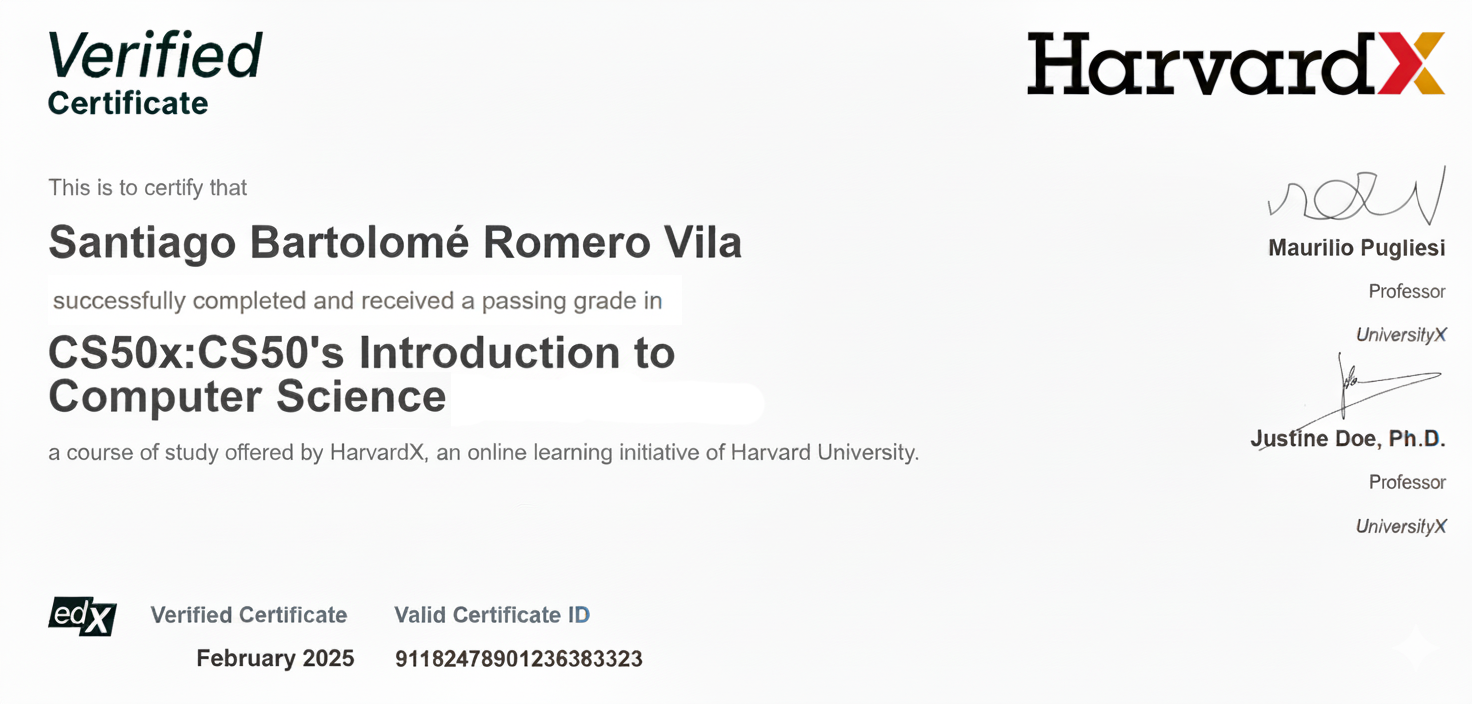 Verified
Certificate
HarvardX
This is to certify that
Santiago Bartolomé Romero Vila
successfully completed and received a passing grade in
CS50x:CS50's Introduction to
Computer Science
a course of study offered by HarvardX, an online learning initiative of Harvard University.
Maurilio Pugliesi
Professor
UniversityX
Justine Doe, Ph.D.
Professor
UniversityX
edX
Verified Certificate
February 2025
Valid Certificate ID
91182478901236383323